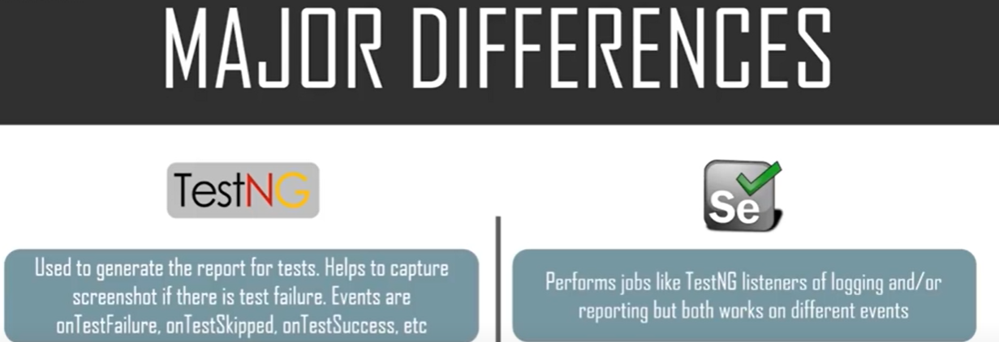 MAJOR DIFFERENCES
TestNG
Used to generate the report for tests. Helps to capture
screenshot if there is test failure. Events are
onTestFailure, onTestSkipped, onTestSuccess, etc
Se
Performs jobs like TestNG listeners of logging and/or
reporting but both works on different events